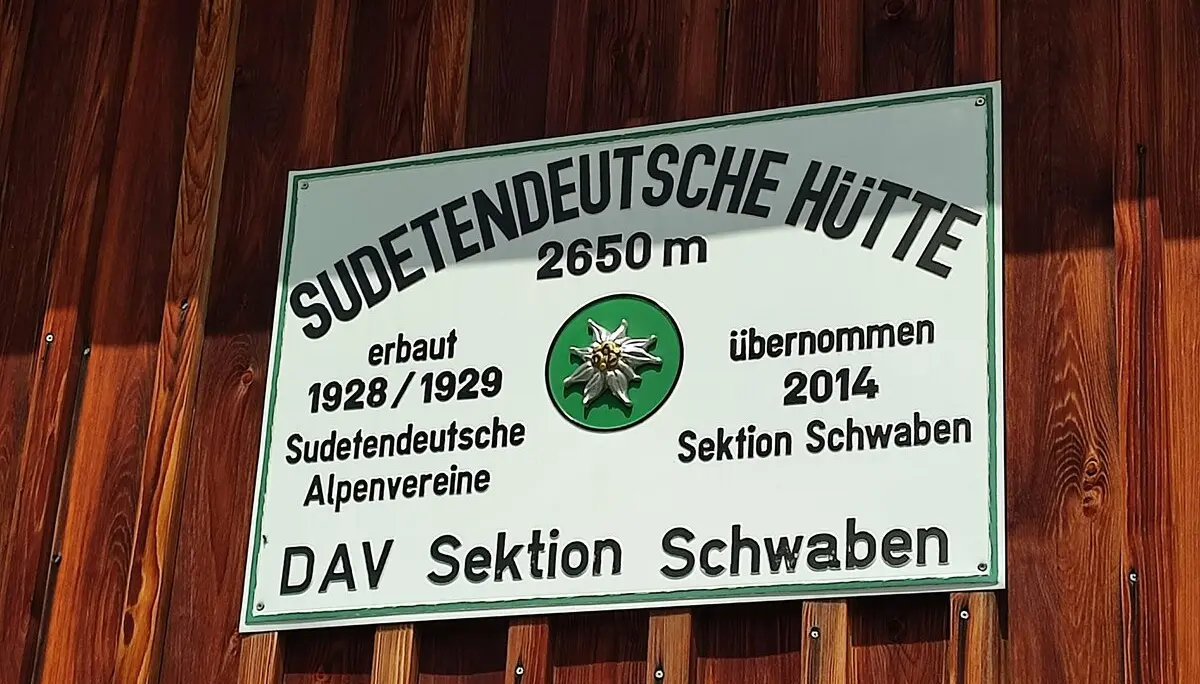 SUDETENDEUTSCHE HÜTTE
2650 m
erbaut
1928/1929
Sudetendeutsche
Alpenvereine
übernommen
2014
Sektion Schwaben
DAV Sektion Schwaben